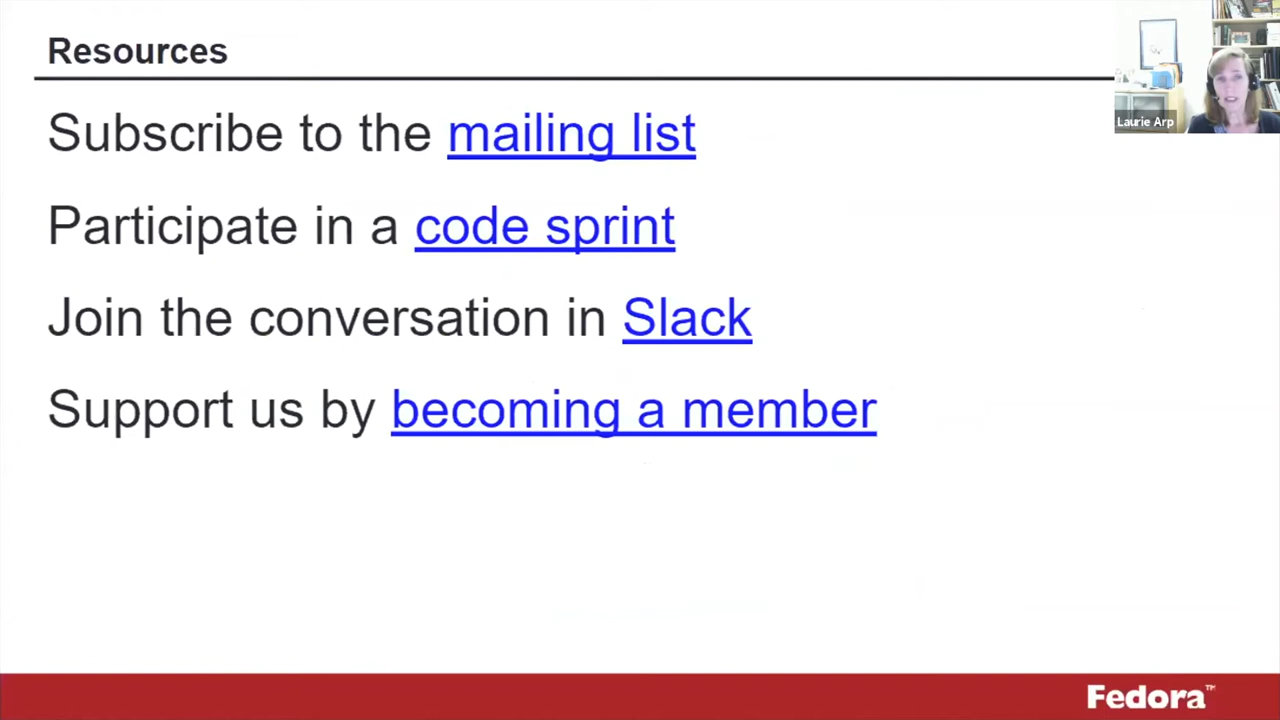 Resources
Laurie Arp
Subscribe to the mailing list
Participate in a code sprint
Join the conversation in Slack
Support us by becoming a member
Fedora™